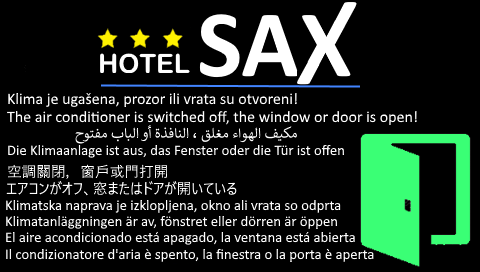 HOTEL SAX
Klima je ugašena, prozor ili vrata su otvoreni!
The air conditioner is switched off, the window or door is open!
مكيف الهواء مغلق ، النافذة أو الباب مفتوح
Die Klimaanlage ist aus, das Fenster oder die Tür ist offen
空調關閉，窗戶或門打開
エアコンがオフ、窓またはドアが開いている
Klimatska naprava je izklopljena, okno ali vrata so odprta
Klimatanläggningen är av, fönstret eller dörren är öppen
El aire acondicionado está apagado, la ventana está abierta
Il condizionatore d'aria è spento, la finestra o la porta è aperta